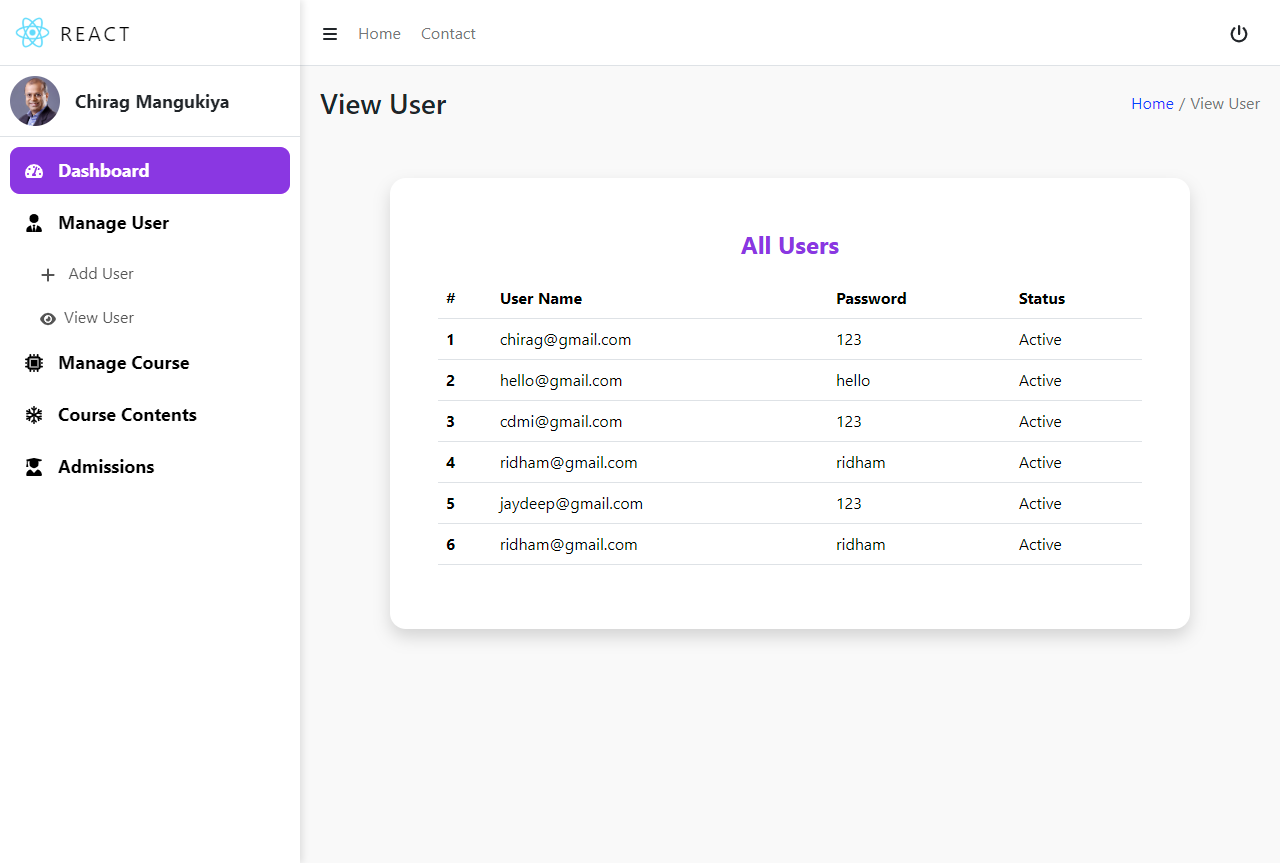 REACT
Home Contact
Chirag Mangukiya
View User
Home / View User
Dashboard
Manage User
Add User
View User
Manage Course
Course Contents
Admissions
All Users
# User Name Password Status
1 chirag@gmail.com 123 Active
2 hello@gmail.com hello Active
3 cdmi@gmail.com 123 Active
4 ridham@gmail.com ridham Active
5 jaydeep@gmail.com 123 Active
6 ridham@gmail.com ridham Active